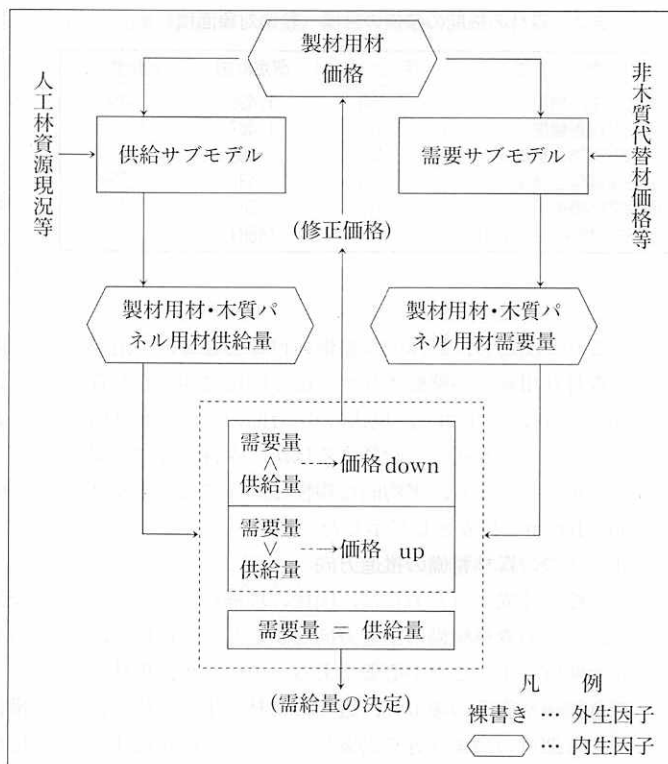 製材用材
価格
人工林資源現況等
供給サブモデル
需要サブモデル
非木質代替材価格等
(修正価格)
製材用材・木質パ
ネル用材供給量
製材用材・木質パ
ネル用材需要量
需要量
∧
供給量
価格 down
需要量
∨
供給量
価格 up
需要量 = 供給量
(需給量の決定)
凡 例
裸書き … 外生因子
… 内生因子